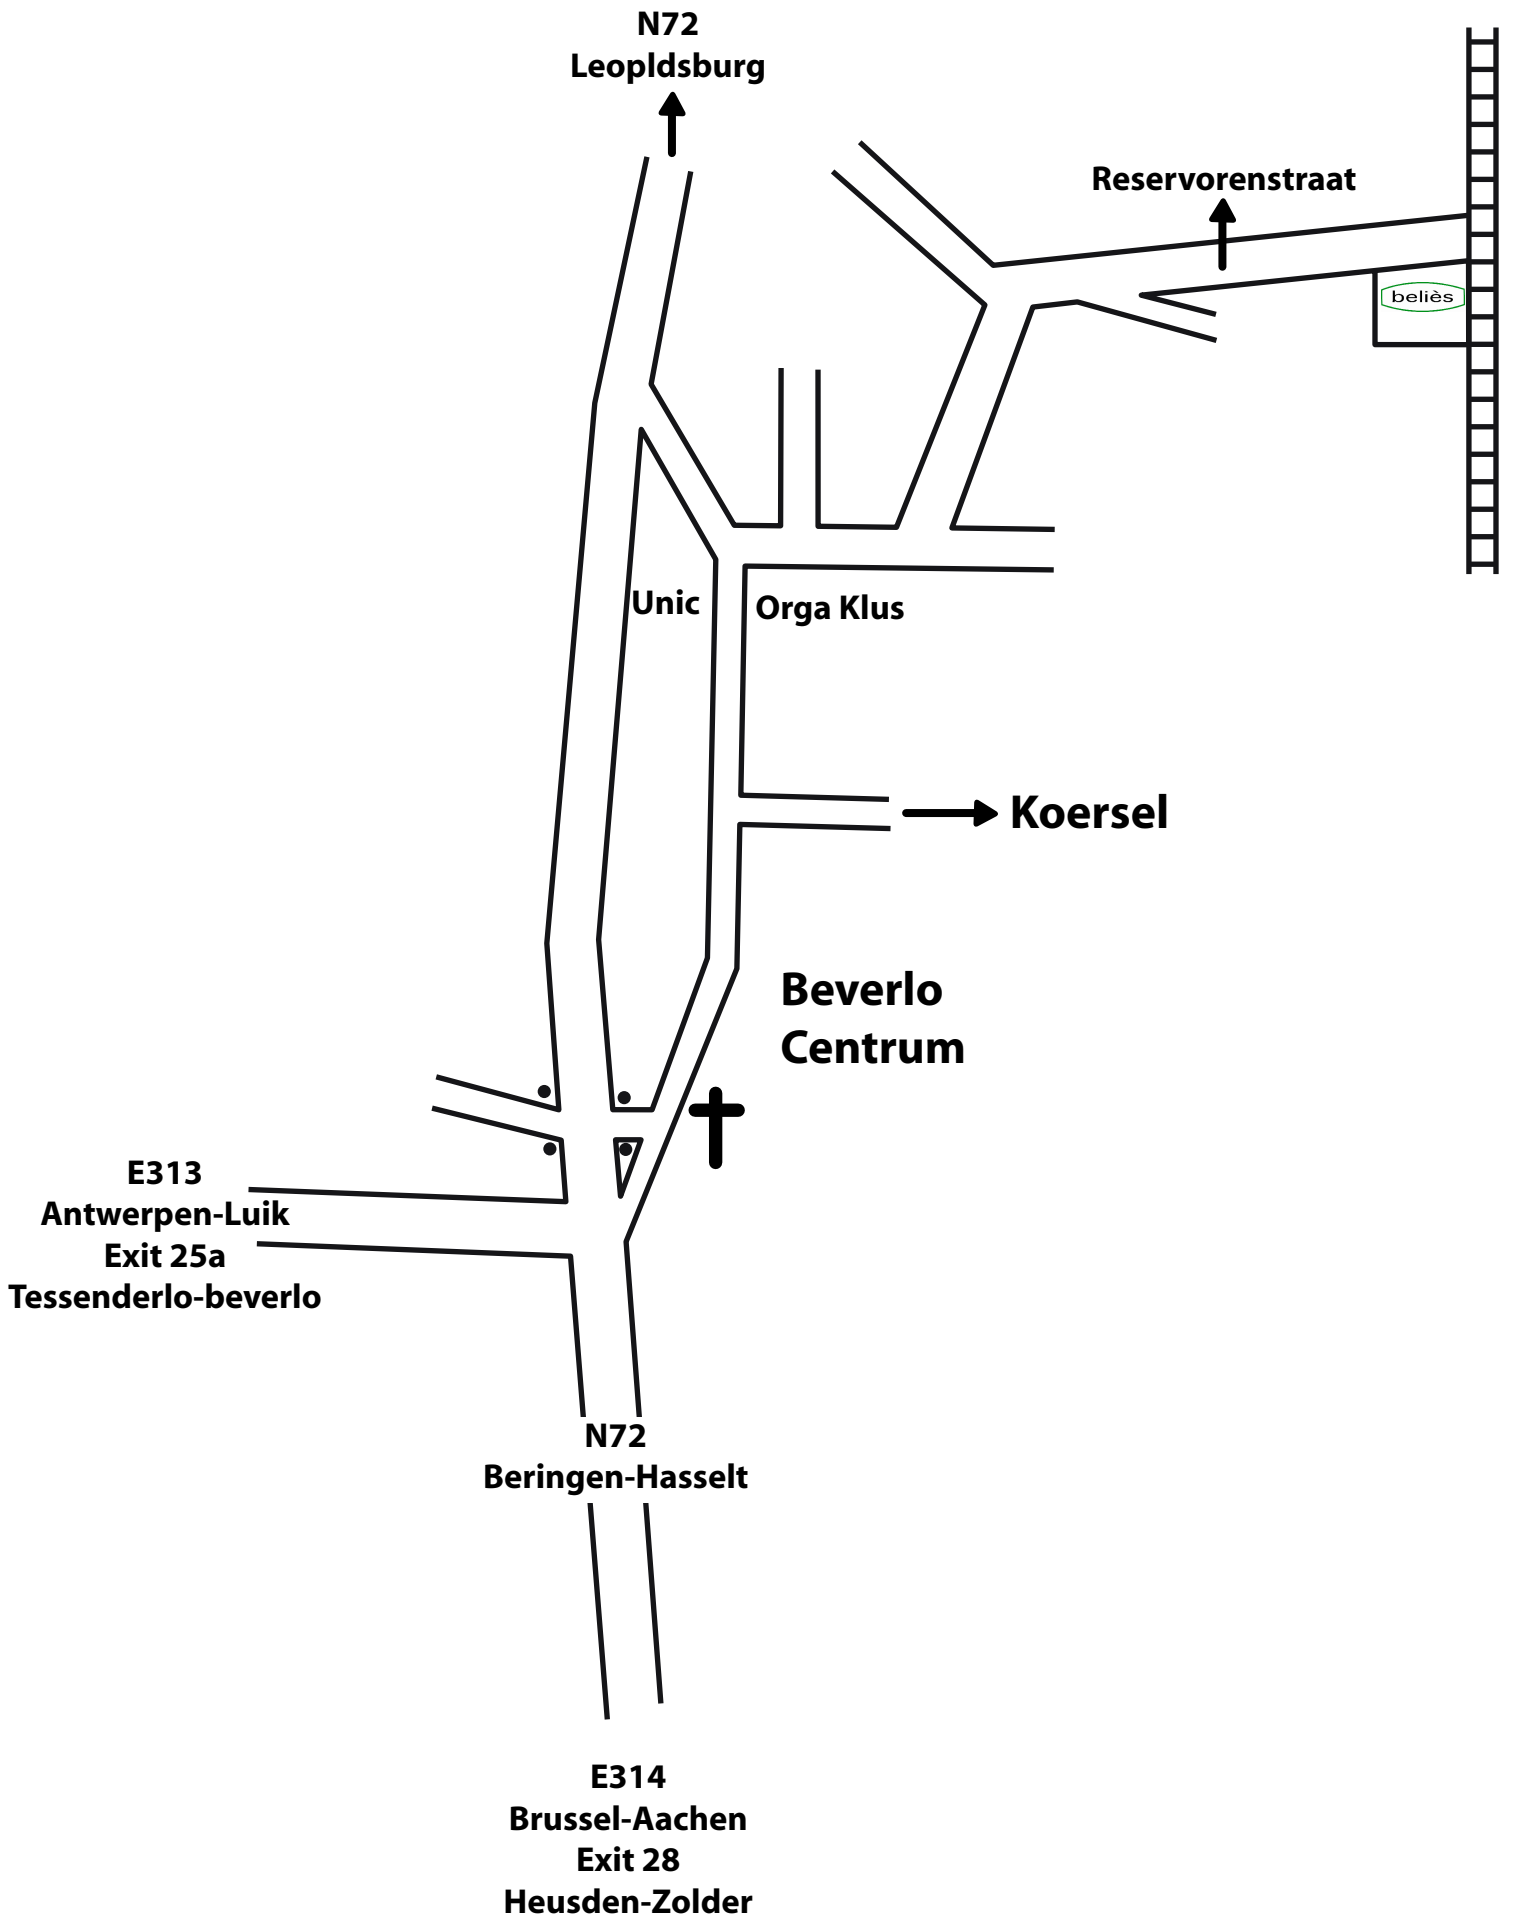 N72
Leopldsburg
Reservorenstraat
beliès
Unic
Orga Klus
Koersel
Beverlo
Centrum
E313
Antwerpen-Luik
Exit 25a
Tessenderlo-beverlo
N72
Beringen-Hasselt
E314
Brussel-Aachen
Exit 28
Heusden-Zolder